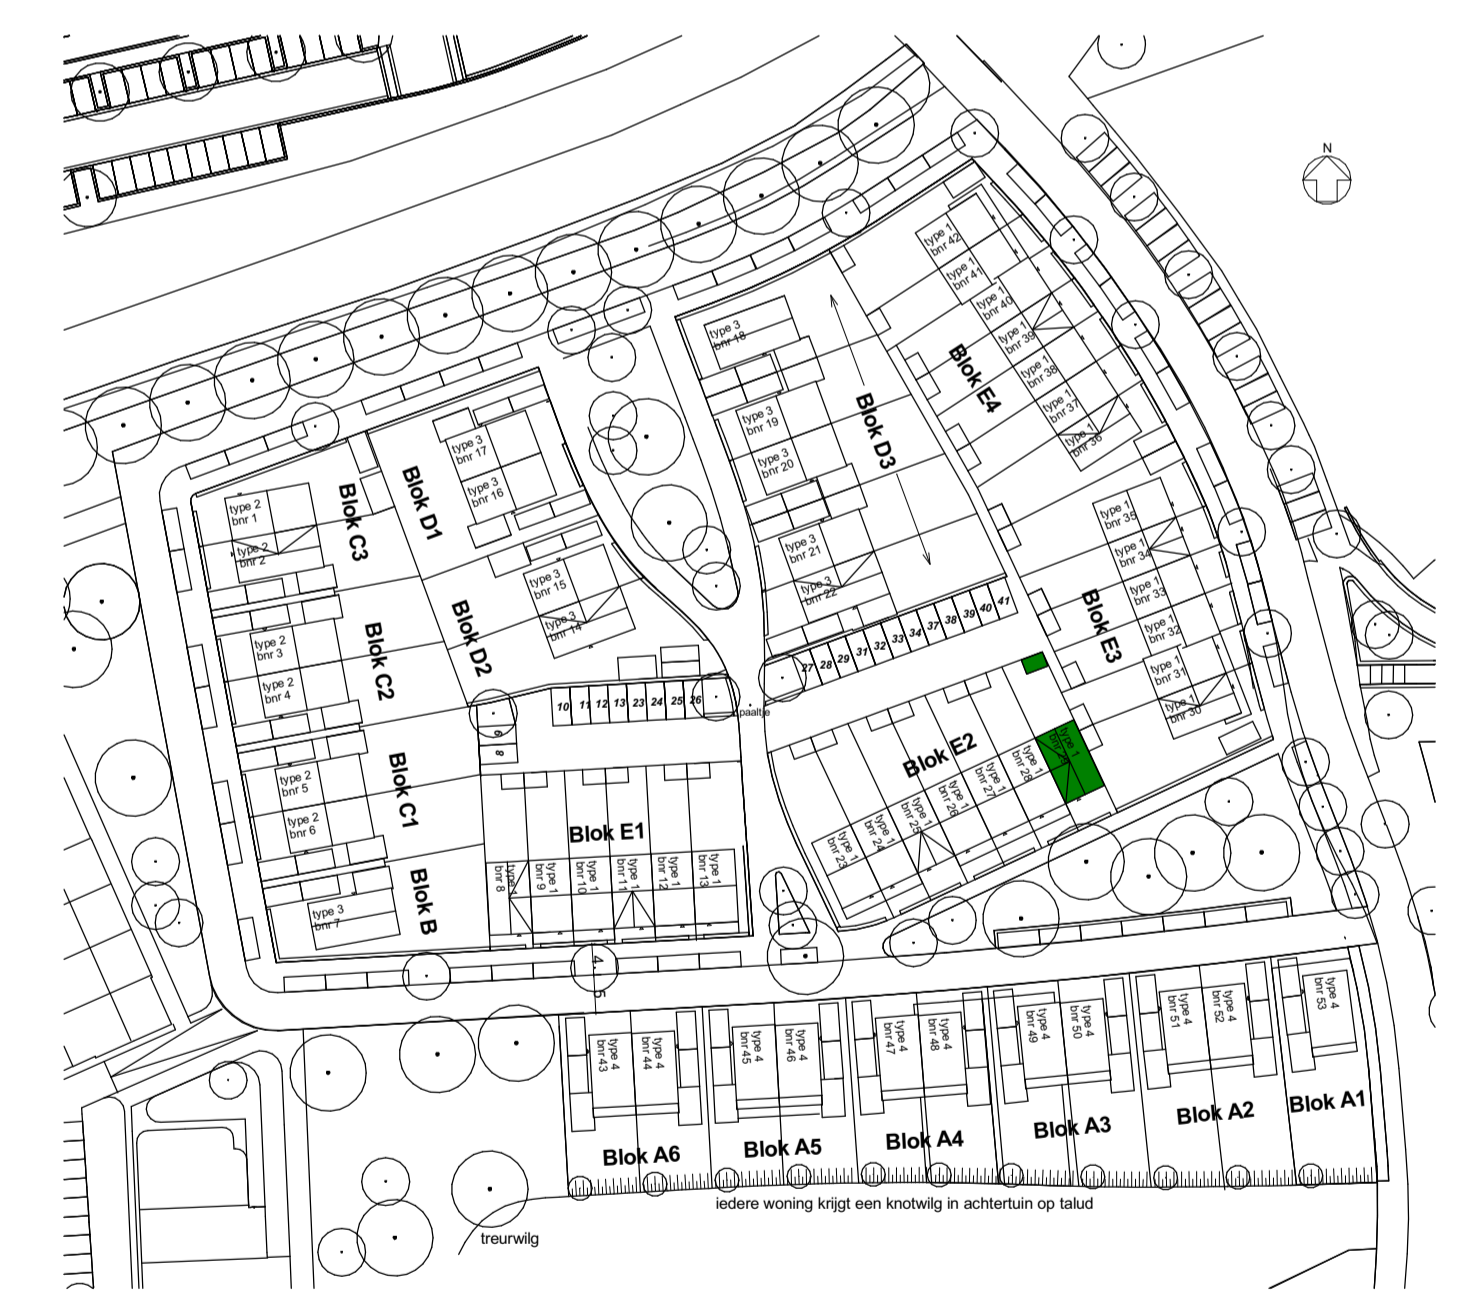 N
type 1
bnr 42
type 1
bnr 41
type 1
bnr 40
type 1
bnr 39
type 1
bnr 38
type 1
bnr 37
type 1
bnr 36
Blok E4
type 3
bnr 18
type 3
bnr 19
type 3
bnr 20
type 3
bnr 21
type 3
bnr 22
Blok D3
type 3
bnr 17
type 3
bnr 16
Blok D1
type 3
bnr 15
type 3
bnr 14
Blok D2
type 2
bnr 1
type 2
bnr 2
Blok C3
type 2
bnr 3
type 2
bnr 4
Blok C2
type 2
bnr 5
type 2
bnr 6
Blok C1
type 3
bnr 7
Blok B
type 1
bnr 35
type 1
bnr 34
type 1
bnr 33
type 1
bnr 32
type 1
bnr 31
type 1
bnr 30
Blok E3
27 28 29 31 32 33 34 37 38 39 40 41
10 11 12 13 23 24 25 26
paaltje
9
8
Blok E2
type 1
bnr 29
type 1
bnr 28
type 1
bnr 27
type 1
bnr 26
type 1
bnr 25
type 1
bnr 24
type 1
bnr 23
Blok E1
type 1
bnr 8
type 1
bnr 9
type 1
bnr 10
type 1
bnr 11
type 1
bnr 12
type 1
bnr 13
type 4
bnr 43
type 4
bnr 44
type 4
bnr 45
type 4
bnr 46
type 4
bnr 47
type 4
bnr 48
type 4
bnr 49
type 4
bnr 50
type 4
bnr 51
type 4
bnr 52
type 4
bnr 53
Blok A6
Blok A5
Blok A4
Blok A3
Blok A2
Blok A1
iedere woning krijgt een knotwilg in achtertuin op talud
treurwilg